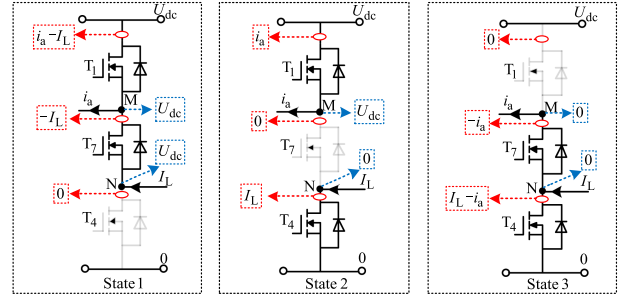 U_dc
i_a−I_L
T_1
i_a
M
U_dc
−I_L
T_7
U_dc
N
I_L
0
T_4
0
State 1
U_dc
i_a
T_1
i_a
M
U_dc
0
T_7
0
N
I_L
I_L
T_4
0
State 2
U_dc
0
T_1
i_a
M
0
−i_a
T_7
0
N
I_L
I_L−i_a
T_4
0
State 3